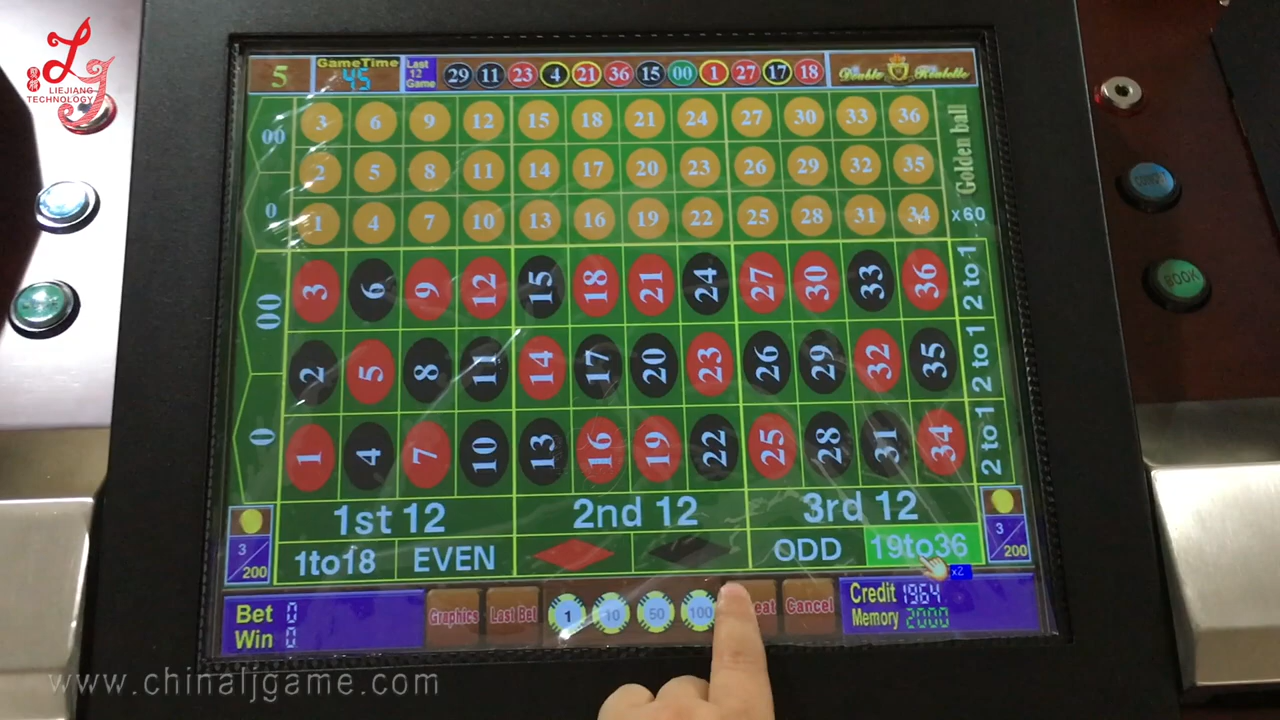 LIEJIANG
TECHNOLOGY
5
GameTime
45
Last
12
Game
29 11 23 4 21 36 15 00 1 27 17 18
Double Roulette
00 3 6 9 12 15 18 21 24 27 30 33 36
2 5 8 11 14 17 20 23 26 29 32 35
0 1 4 7 10 13 16 19 22 25 28 31 34
Golden ball
x60
00 3 6 9 12 15 18 21 24 27 30 33 36 2 to 1
2 5 8 11 14 17 20 23 26 29 32 35 2 to 1
0 1 4 7 10 13 16 19 22 25 28 31 34 2 to 1
1st 12 2nd 12 3rd 12
3
200
1to18 EVEN ODD 19to36
3
200
x2
Bet 0
Win 0
Graphics Last Bet 1 10 50 100 Cancel
Credit 1964
Memory 2000
BOOK
www.chinaljgame.com